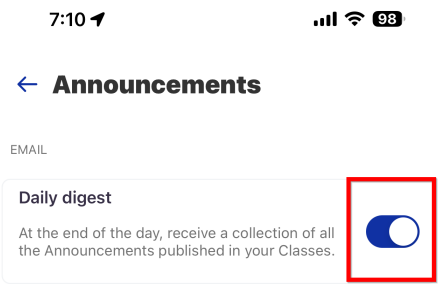 7:10 98
Announcements
EMAIL
Daily digest
At the end of the day, receive a collection of all
the Announcements published in your Classes.